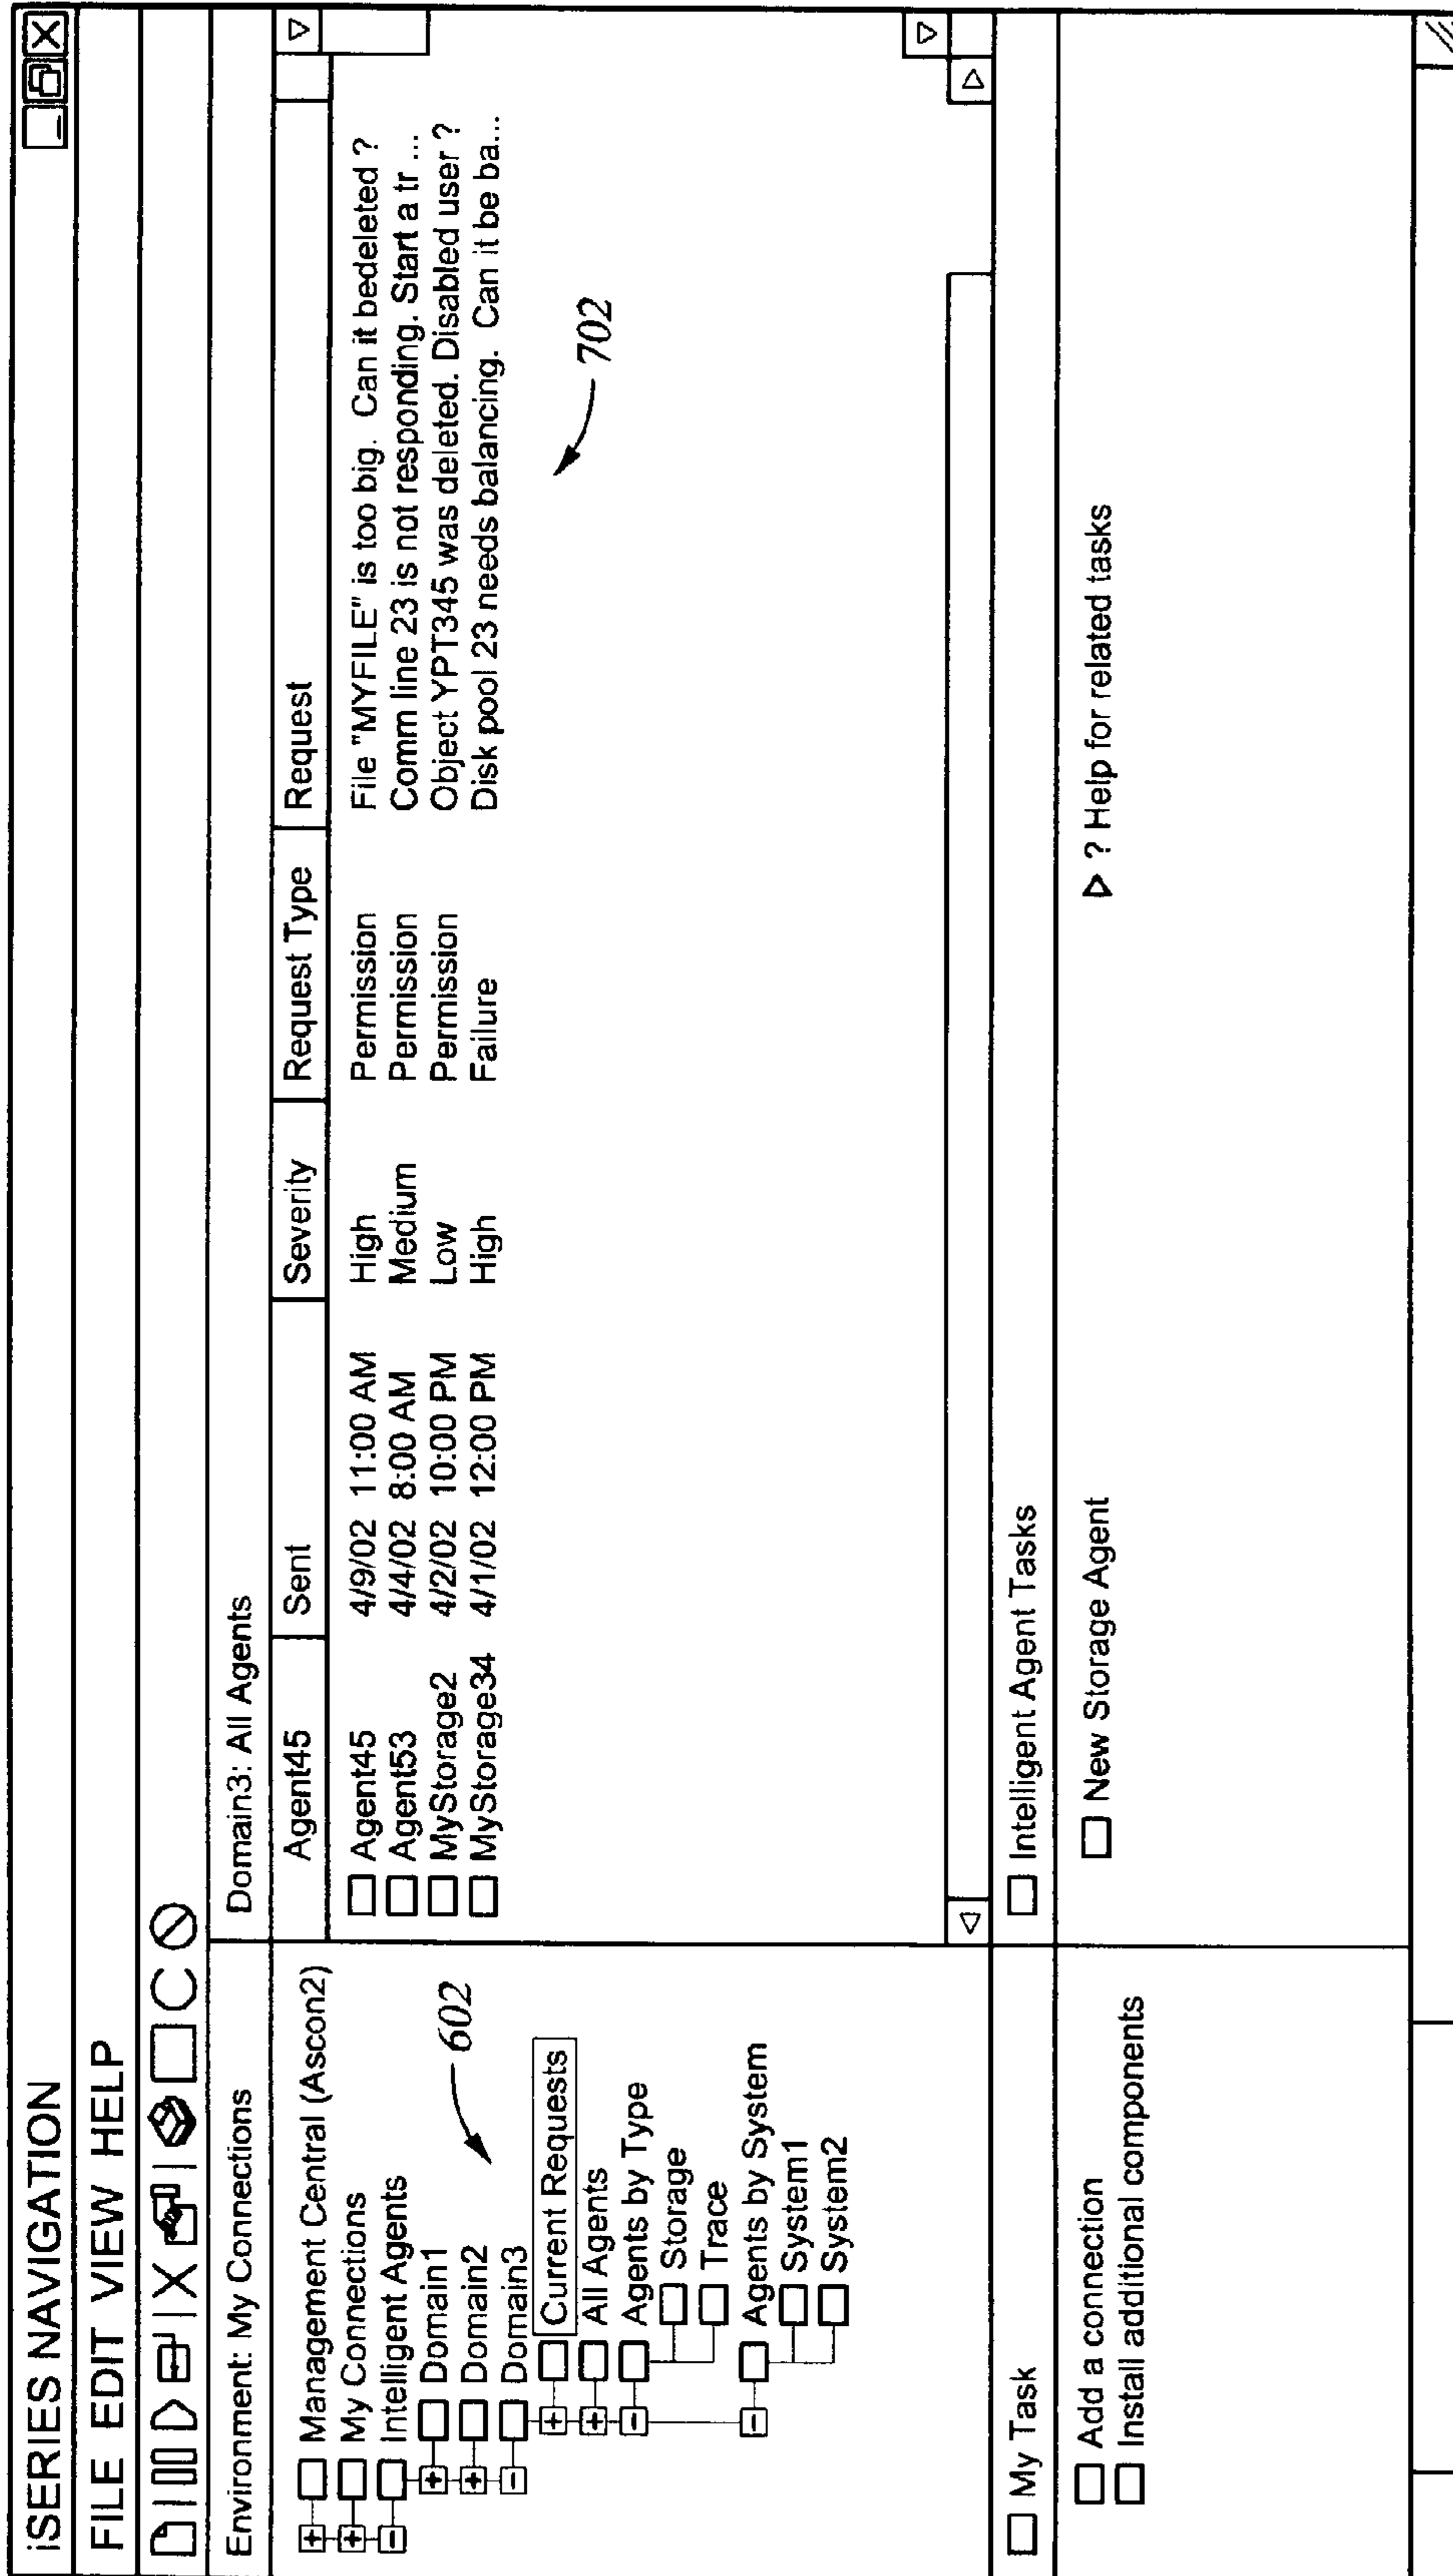 iSERIES NAVIGATION
FILE EDIT VIEW HELP
Environment: My Connections
Domain3: All Agents
Management Central (Ascon2)
My Connections
Intelligent Agents
Domain1
Domain2
Domain3
Current Requests
All Agents
Agents by Type
Storage
Trace
Agents by System
System1
System2
602
Agent45 Sent Severity Request Type Request
Agent45 4/9/02 11:00 AM High Permission File "MYFILE" is too big. Can it bedeleted ?
Agent53 4/4/02 8:00 AM Medium Permission Comm line 23 is not responding. Start a tr ...
MyStorage2 4/2/02 10:00 PM Low Permission Object YPT345 was deleted. Disabled user ?
MyStorage34 4/1/02 12:00 PM High Failure Disk pool 23 needs balancing. Can it be ba...
702
My Task
Add a connection
Install additional components
Intelligent Agent Tasks
New Storage Agent
? Help for related tasks